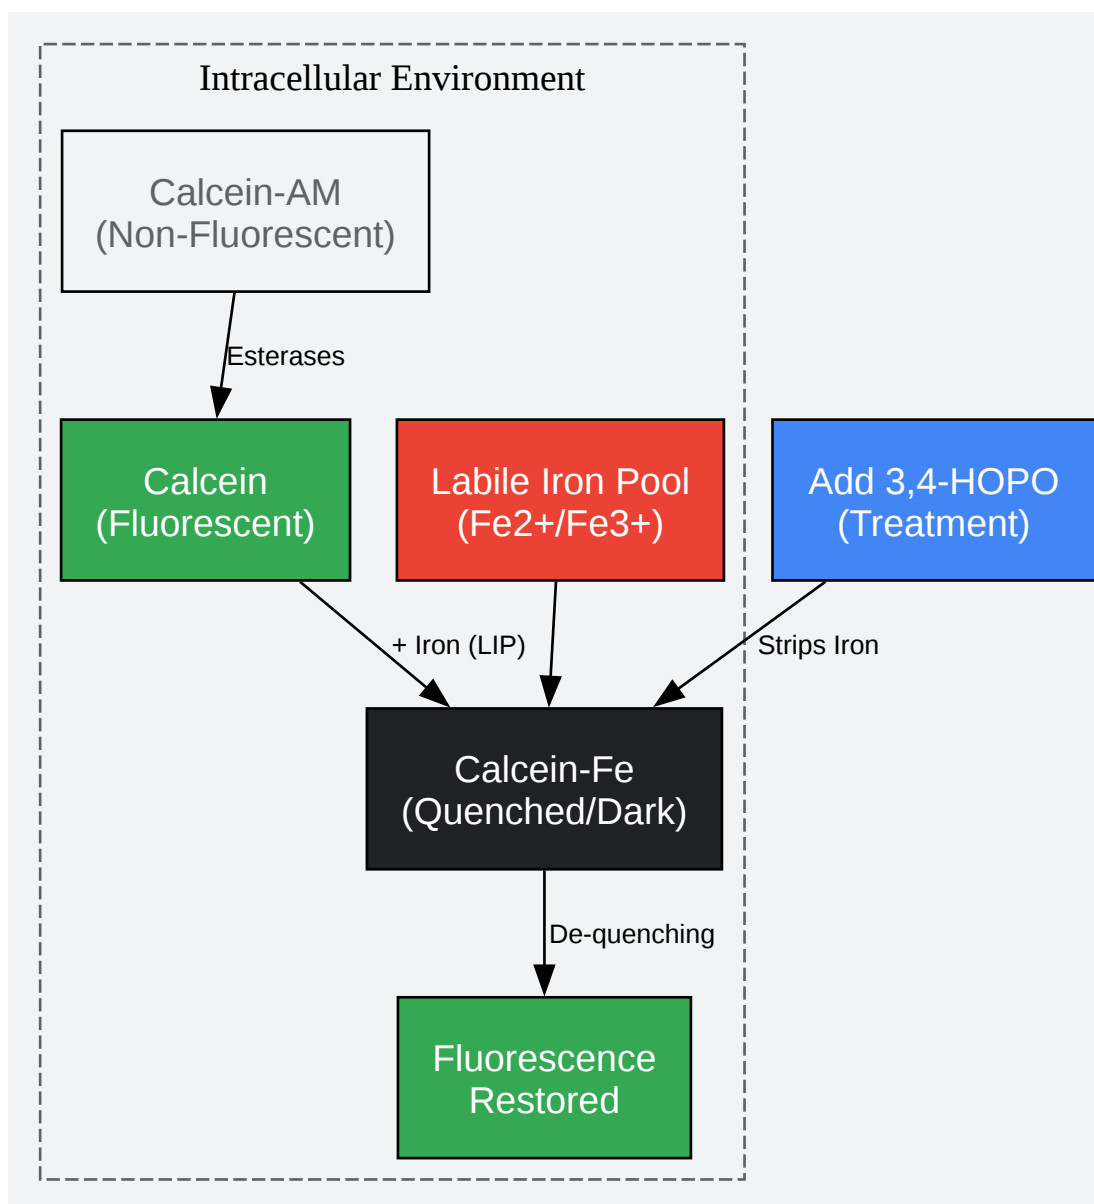 Intracellular Environment
Calcein-AM
(Non-Fluorescent)
Esterases
Calcein
(Fluorescent)
Labile Iron Pool
(Fe2+/Fe3+)
Add 3,4-HOPO
(Treatment)
+ Iron (LIP)
Strips Iron
Calcein-Fe
(Quenched/Dark)
De-quenching
Fluorescence
Restored